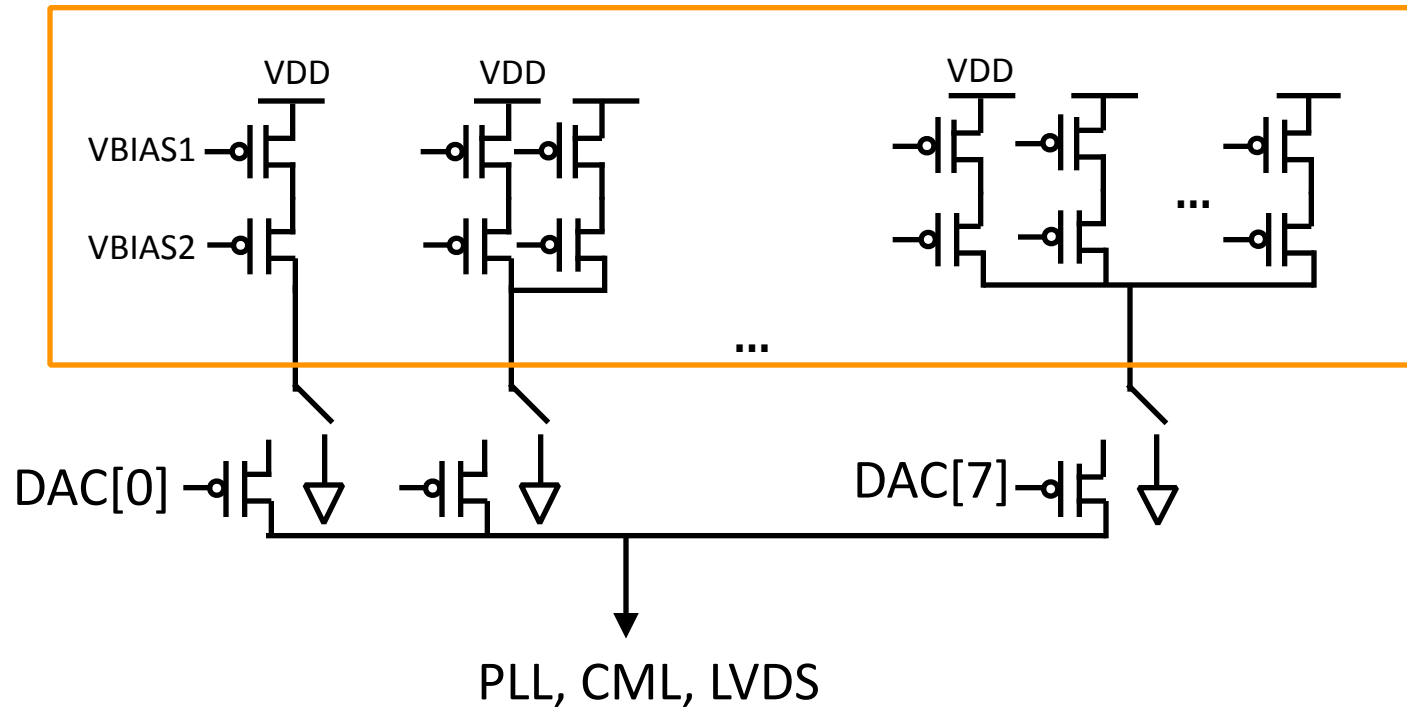 VDD
VDD
VDD
VBIAS1
VBIAS2
...
...
DAC[0]
DAC[7]
PLL, CML, LVDS